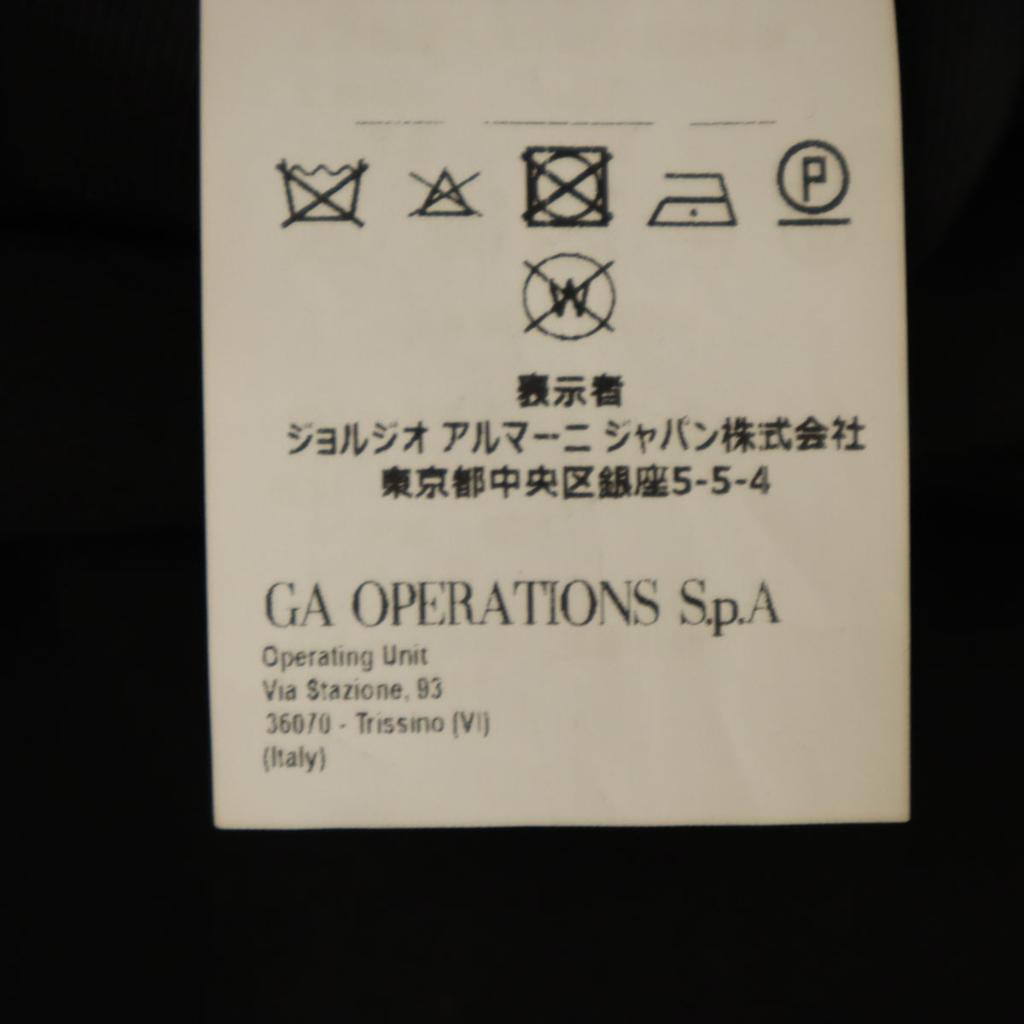 P
W
表示者
ジョルジオ アルマーニ ジャパン株式会社
東京都中央区銀座5-5-4
GA OPERATIONS S.p.A
Operating Unit
Via Stazione, 93
36070 - Trissino (VI)
(Italy)